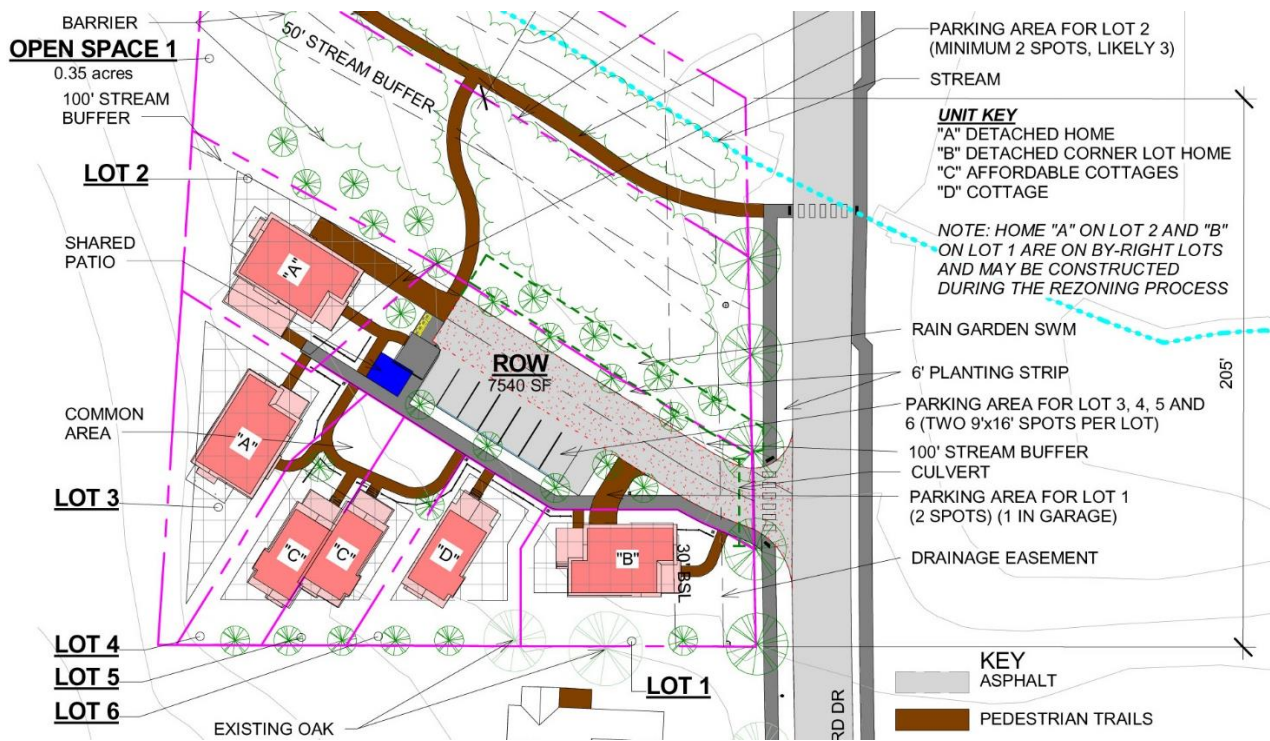 BARRIER
OPEN SPACE 1
0.35 acres
100' STREAM
BUFFER
50' STREAM BUFFER
LOT 2
SHARED
PATIO
COMMON
AREA
LOT 3
LOT 4
LOT 5
LOT 6
EXISTING OAK
"A"
"A"
"C"
"C"
"D"
"B"
ROW
7540 SF
30' BSL
LOT 1
PARKING AREA FOR LOT 2
(MINIMUM 2 SPOTS, LIKELY 3)
STREAM
UNIT KEY
"A" DETACHED HOME
"B" DETACHED CORNER LOT HOME
"C" AFFORDABLE COTTAGES
"D" COTTAGE
NOTE: HOME "A" ON LOT 2 AND "B"
ON LOT 1 ARE ON BY-RIGHT LOTS
AND MAY BE CONSTRUCTED
DURING THE REZONING PROCESS
RAIN GARDEN SWM
6' PLANTING STRIP
PARKING AREA FOR LOT 3, 4, 5 AND
6 (TWO 9'x16' SPOTS PER LOT)
100' STREAM BUFFER
CULVERT
PARKING AREA FOR LOT 1
(2 SPOTS) (1 IN GARAGE)
DRAINAGE EASEMENT
205'
RD DR
KEY
ASPHALT
PEDESTRIAN TRAILS